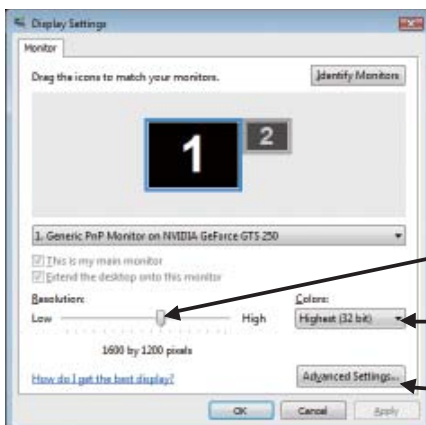 Display Settings
Monitor
Drag the icons to match your monitors.
Identify Monitors
1
2
1. Generic PnP Monitor on NVIDIA GeForce GTS 250
This is my main monitor
Extend the desktop onto this monitor
Resolution:
Colors:
Low
High
Highest (32 bit)
1600 by 1200 pixels
How do I get the best display?
Advanced Settings...
OK
Cancel
Apply